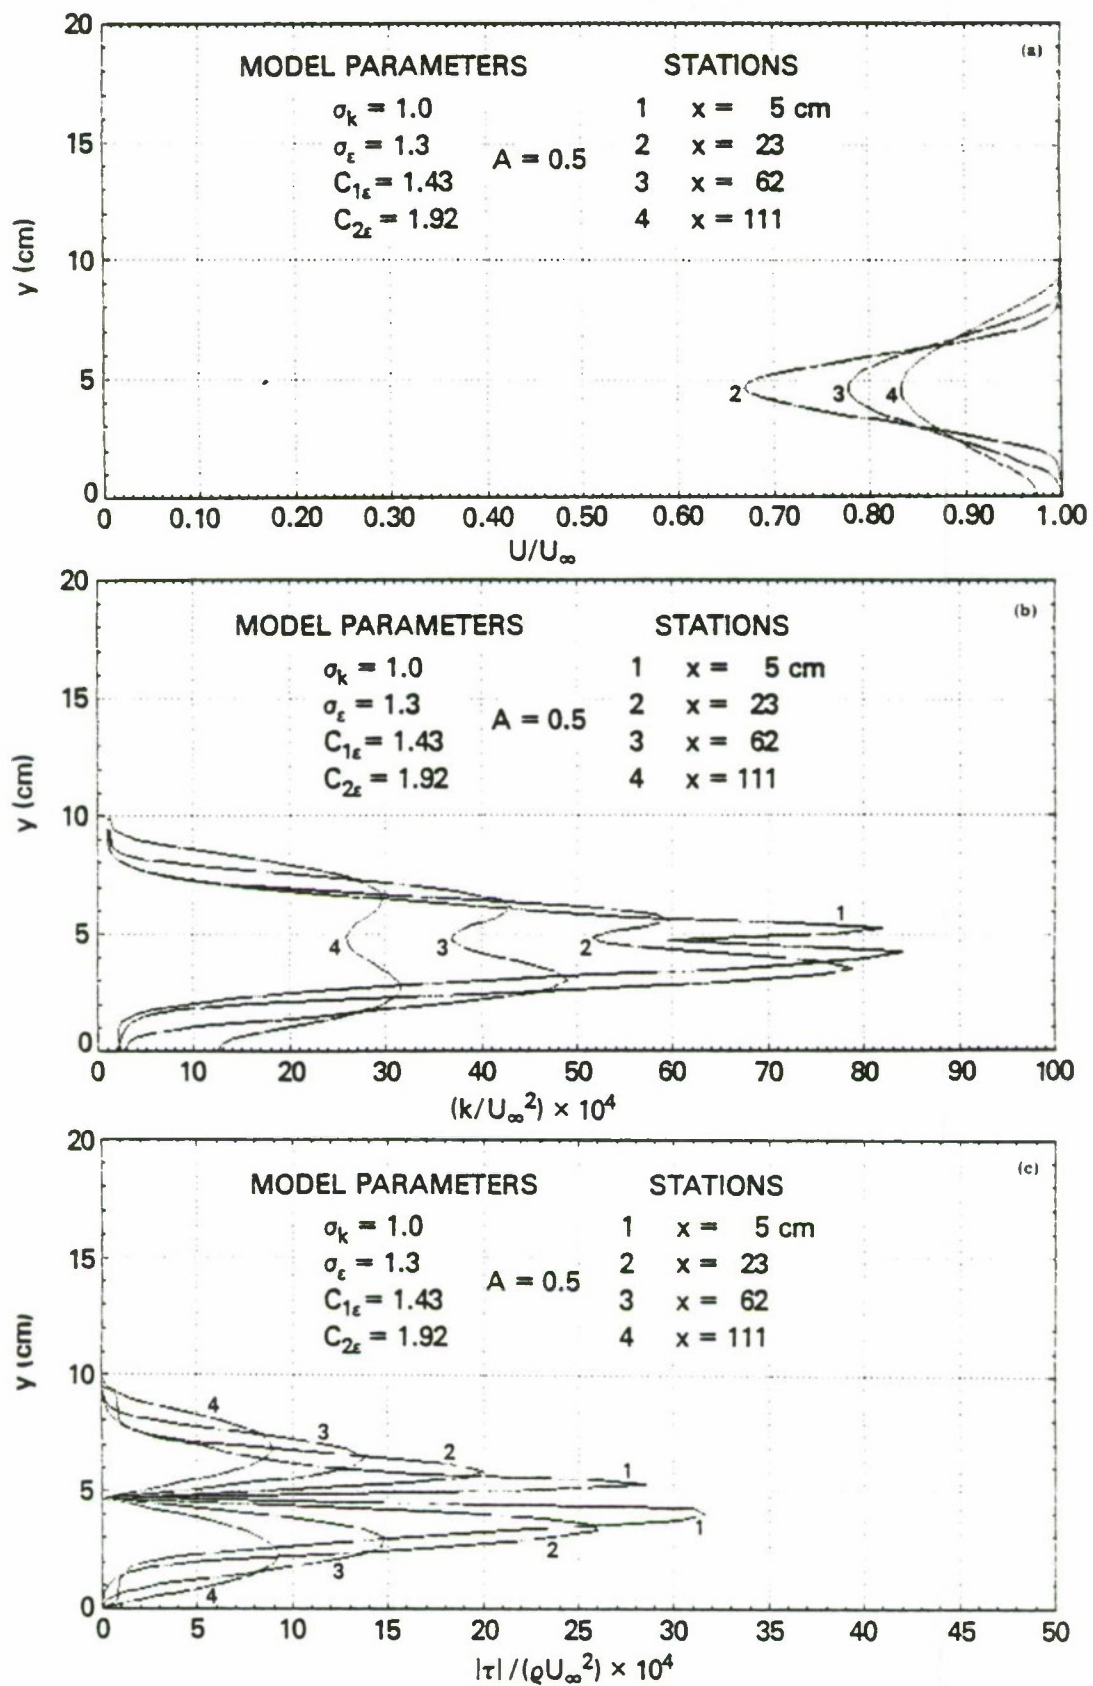 (a)
MODEL PARAMETERS STATIONS
σₖ = 1.0 1 x = 5 cm
σ_ε = 1.3 A = 0.5 2 x = 23
C₁ε = 1.43 3 x = 62
C₂ε = 1.92 4 x = 111
y (cm)
20
15
10
5
0
2 3 4
0 0.10 0.20 0.30 0.40 0.50 0.60 0.70 0.80 0.90 1.00
U/U∞
(b)
MODEL PARAMETERS STATIONS
σₖ = 1.0 1 x = 5 cm
σ_ε = 1.3 A = 0.5 2 x = 23
C₁ε = 1.43 3 x = 62
C₂ε = 1.92 4 x = 111
y (cm)
20
15
10
5
0
1
4 3 2
0 10 20 30 40 50 60 70 80 90 100
(k/U∞²) × 10⁴
(c)
MODEL PARAMETERS STATIONS
σₖ = 1.0 1 x = 5 cm
σ_ε = 1.3 A = 0.5 2 x = 23
C₁ε = 1.43 3 x = 62
C₂ε = 1.92 4 x = 111
y (cm)
20
15
10
5
0
4
3
2
1
1
2
3
4
0 5 10 15 20 25 30 35 40 45 50
|τ| /(ϱU∞²) × 10⁴